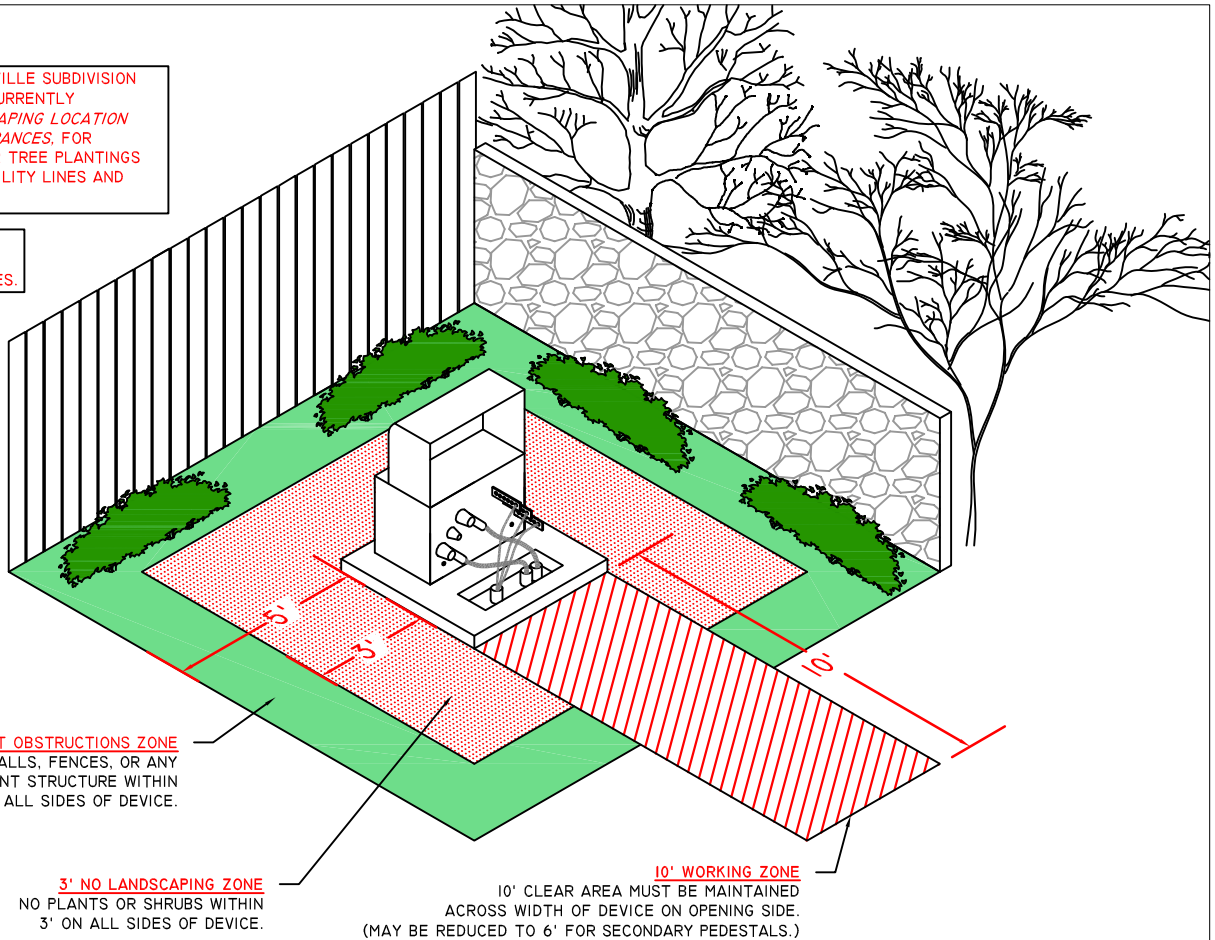 VILLE SUBDIVISION
CURRENTLY
APING LOCATION
RANCES, FOR
TREE PLANTINGS
LITY LINES AND
ES.
5'
3'
10'
T OBSTRUCTIONS ZONE
ALLS, FENCES, OR ANY
NT STRUCTURE WITHIN
ALL SIDES OF DEVICE.
3' NO LANDSCAPING ZONE
NO PLANTS OR SHRUBS WITHIN
3' ON ALL SIDES OF DEVICE.
10' WORKING ZONE
10' CLEAR AREA MUST BE MAINTAINED
ACROSS WIDTH OF DEVICE ON OPENING SIDE.
(MAY BE REDUCED TO 6' FOR SECONDARY PEDESTALS.)